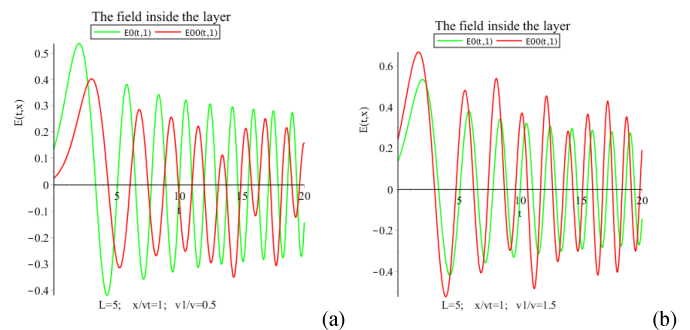 The field inside the layer
E0(t,1) E00(t,1)
E(t,x)
0.5
0.4
0.3
0.2
0.1
0
-0.1
-0.2
-0.3
-0.4
5 10 15 20
t
L=5; x/vt=1; v1/v=0.5
(a)
The field inside the layer
E0(t,1) E00(t,1)
E(t,x)
0.6
0.4
0.2
0
-0.2
-0.4
5 10 15 20
t
L=5; x/vt=1; v1/v=1.5
(b)